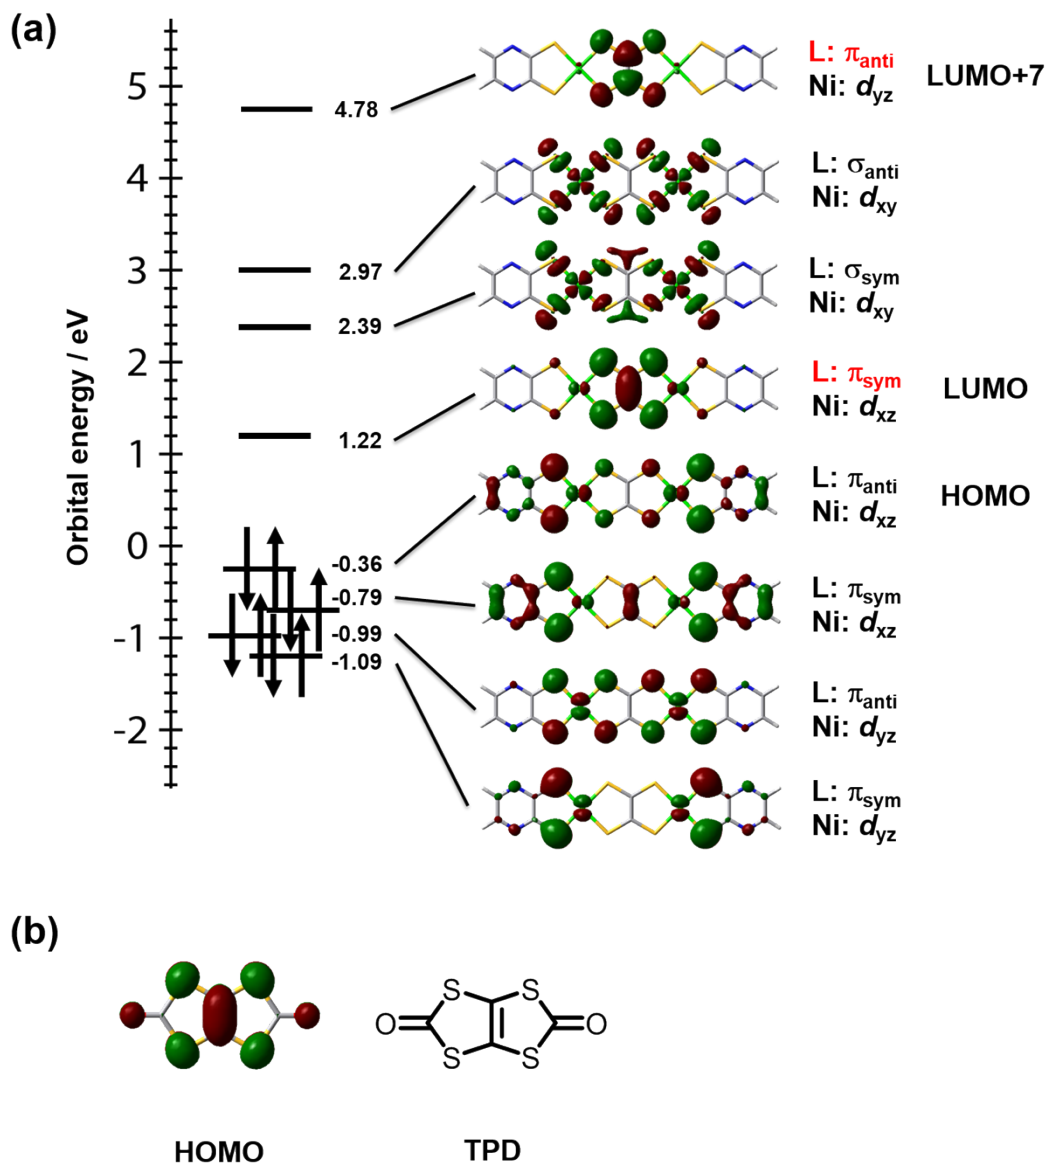 (a)
Orbital energy / eV
5
4
3
2
1
0
-1
-2
4.78
2.97
2.39
1.22
-0.36
-0.79
-0.99
-1.09
L: πanti
Ni: dyz
LUMO+7
L: σanti
Ni: dxy
L: σsym
Ni: dxy
L: πsym
Ni: dxz
LUMO
L: πanti
Ni: dxz
HOMO
L: πsym
Ni: dxz
L: πanti
Ni: dyz
L: πsym
Ni: dyz
(b)
S S
O O
S S
HOMO
TPD